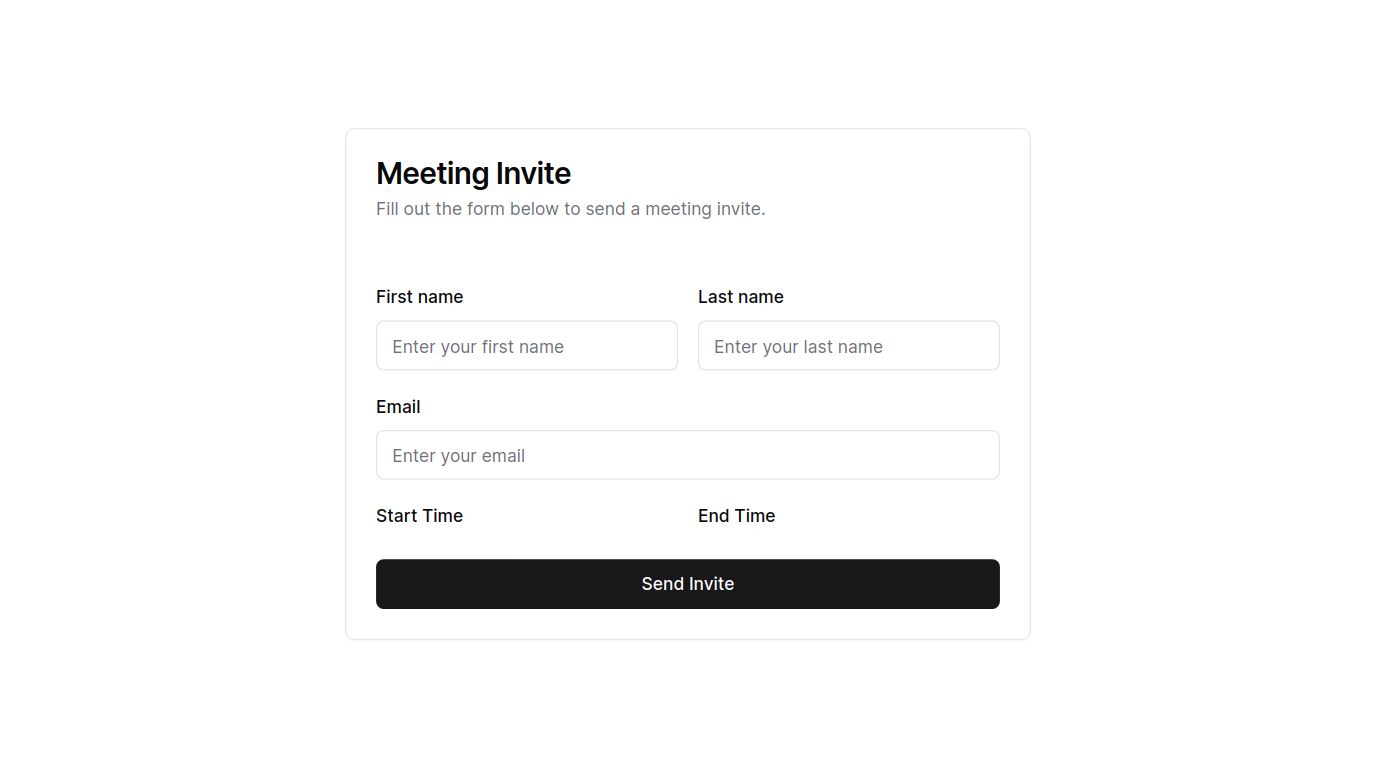 Meeting Invite
Fill out the form below to send a meeting invite.
First name Last name
Enter your first name Enter your last name
Email
Enter your email
Start Time End Time
Send Invite